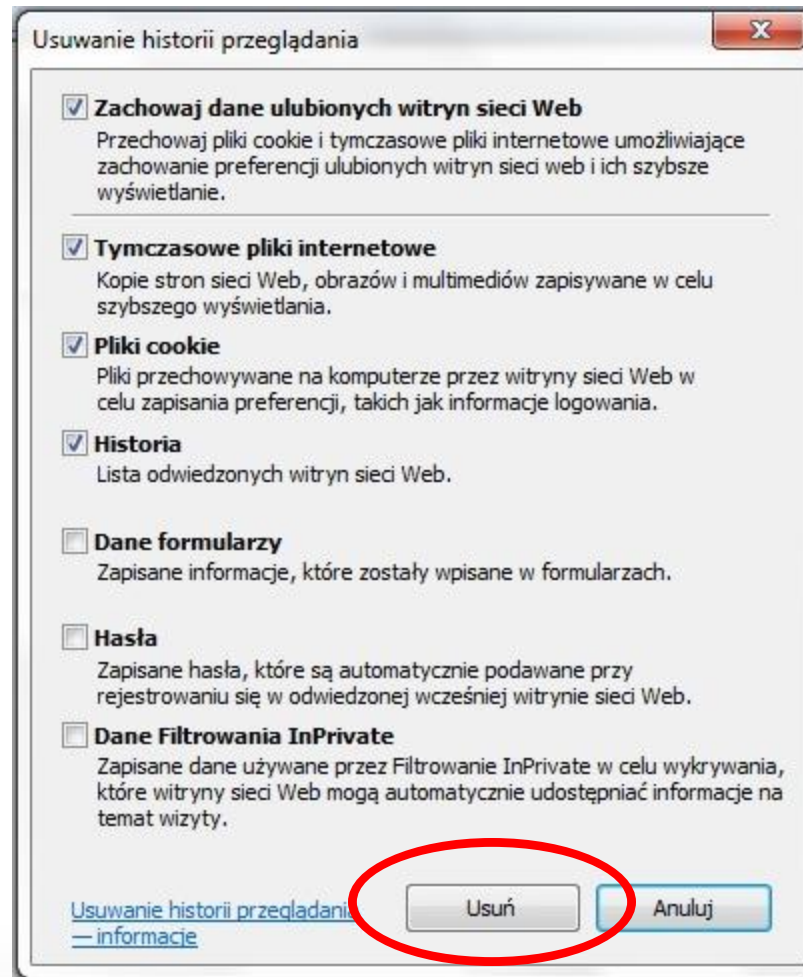 Usuwanie historii przeglądania
Zachowaj dane ulubionych witryn sieci Web
Przechowaj pliki cookie i tymczasowe pliki internetowe umożliwiające
zachowanie preferencji ulubionych witryn sieci web i ich szybsze
wyświetlanie.
Tymczasowe pliki internetowe
Kopie stron sieci Web, obrazów i multimediów zapisywane w celu
szybszego wyświetlania.
Pliki cookie
Pliki przechowywane na komputerze przez witryny sieci Web w
celu zapisania preferencji, takich jak informacje logowania.
Historia
Lista odwiedzonych witryn sieci Web.
Dane formularzy
Zapisane informacje, które zostały wpisane w formularzach.
Hasła
Zapisane hasła, które są automatycznie podawane przy
rejestrowaniu się w odwiedzonej wcześniej witrynie sieci Web.
Dane Filtrowania InPrivate
Zapisane dane używane przez Filtrowanie InPrivate w celu wykrywania,
które witryny sieci Web mogą automatycznie udostępniać informacje na
temat wizyty.
Usuwanie historii przeglądania
— informacje
Usuń
Anuluj